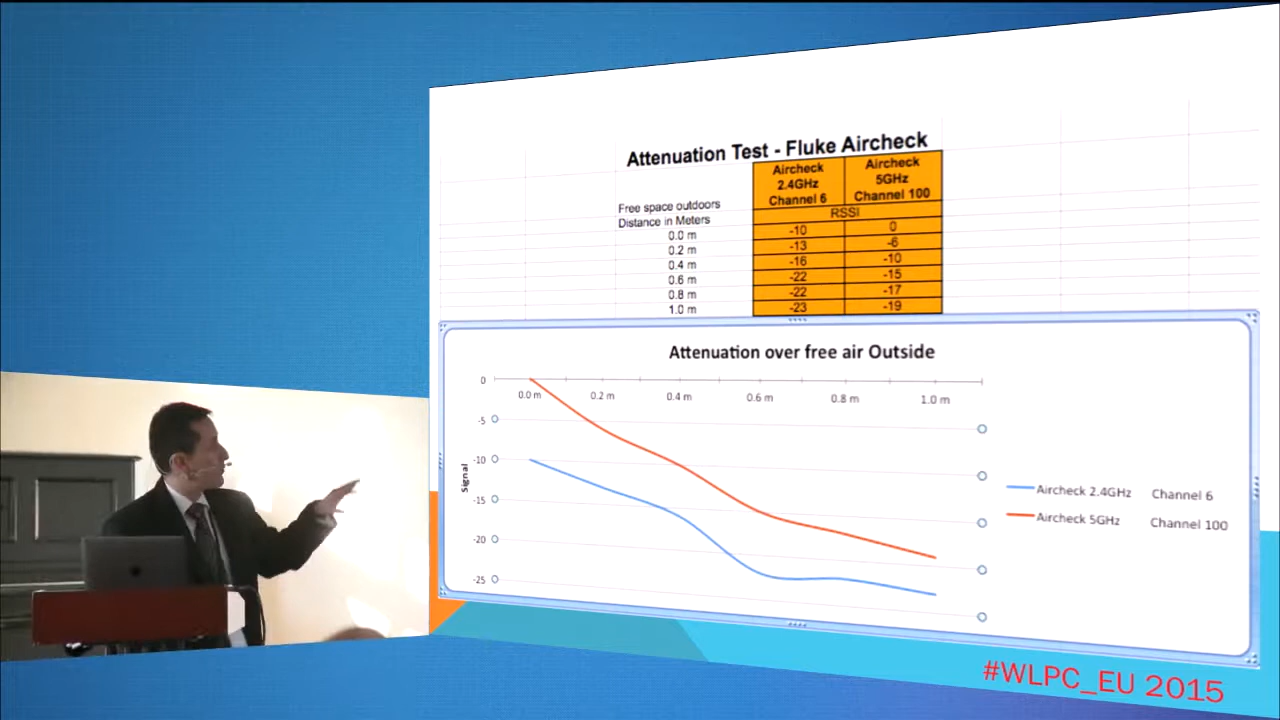 Attenuation Test - Fluke Aircheck
Aircheck 2.4GHz Channel 6
Aircheck 5GHz Channel 100
Free space outdoors
Distance in Meters
RSSI
0.0 m -10 0
0.2 m -13 -6
0.4 m -16 -10
0.6 m -22 -15
0.8 m -22 -17
1.0 m -23 -19
Attenuation over free air Outside
0
0.0 m 0.2 m 0.4 m 0.6 m 0.8 m 1.0 m
-5
-10
-15
-20
-25
Signal
Aircheck 2.4GHz Channel 6
Aircheck 5GHz Channel 100
#WLPC_EU 2015